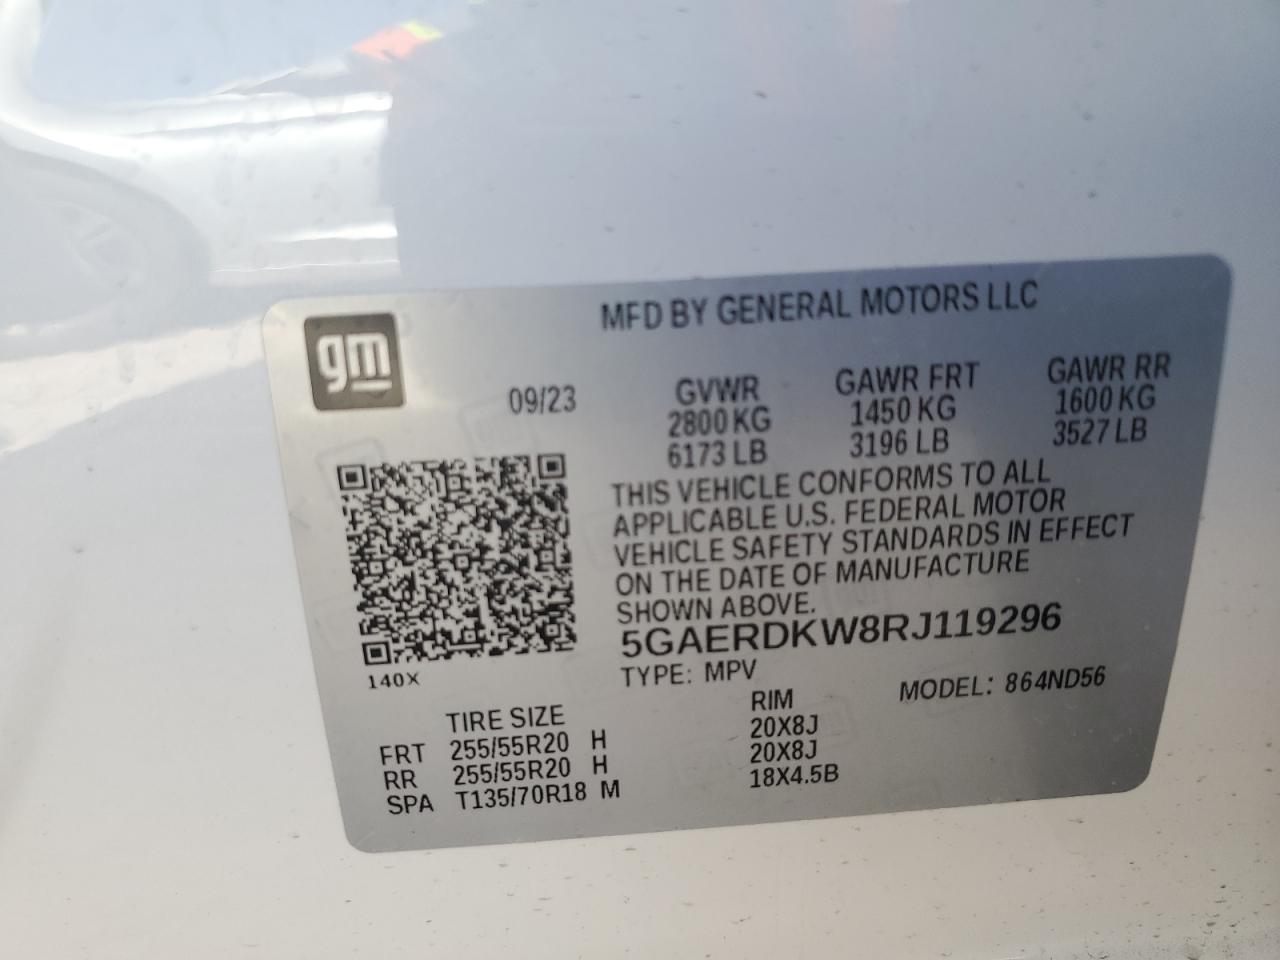 gm
MFD BY GENERAL MOTORS LLC
09/23
GVWR GAWR FRT GAWR RR
2800 KG 1450 KG 1600 KG
6173 LB 3196 LB 3527 LB
THIS VEHICLE CONFORMS TO ALL
APPLICABLE U.S. FEDERAL MOTOR
VEHICLE SAFETY STANDARDS IN EFFECT
ON THE DATE OF MANUFACTURE
SHOWN ABOVE.
5GAERDKW8RJ119296
140X
TYPE: MPV MODEL: 864ND56
TIRE SIZE RIM
FRT 255/55R20 H 20X8J
RR 255/55R20 H 20X8J
SPA T135/70R18 M 18X4.5B